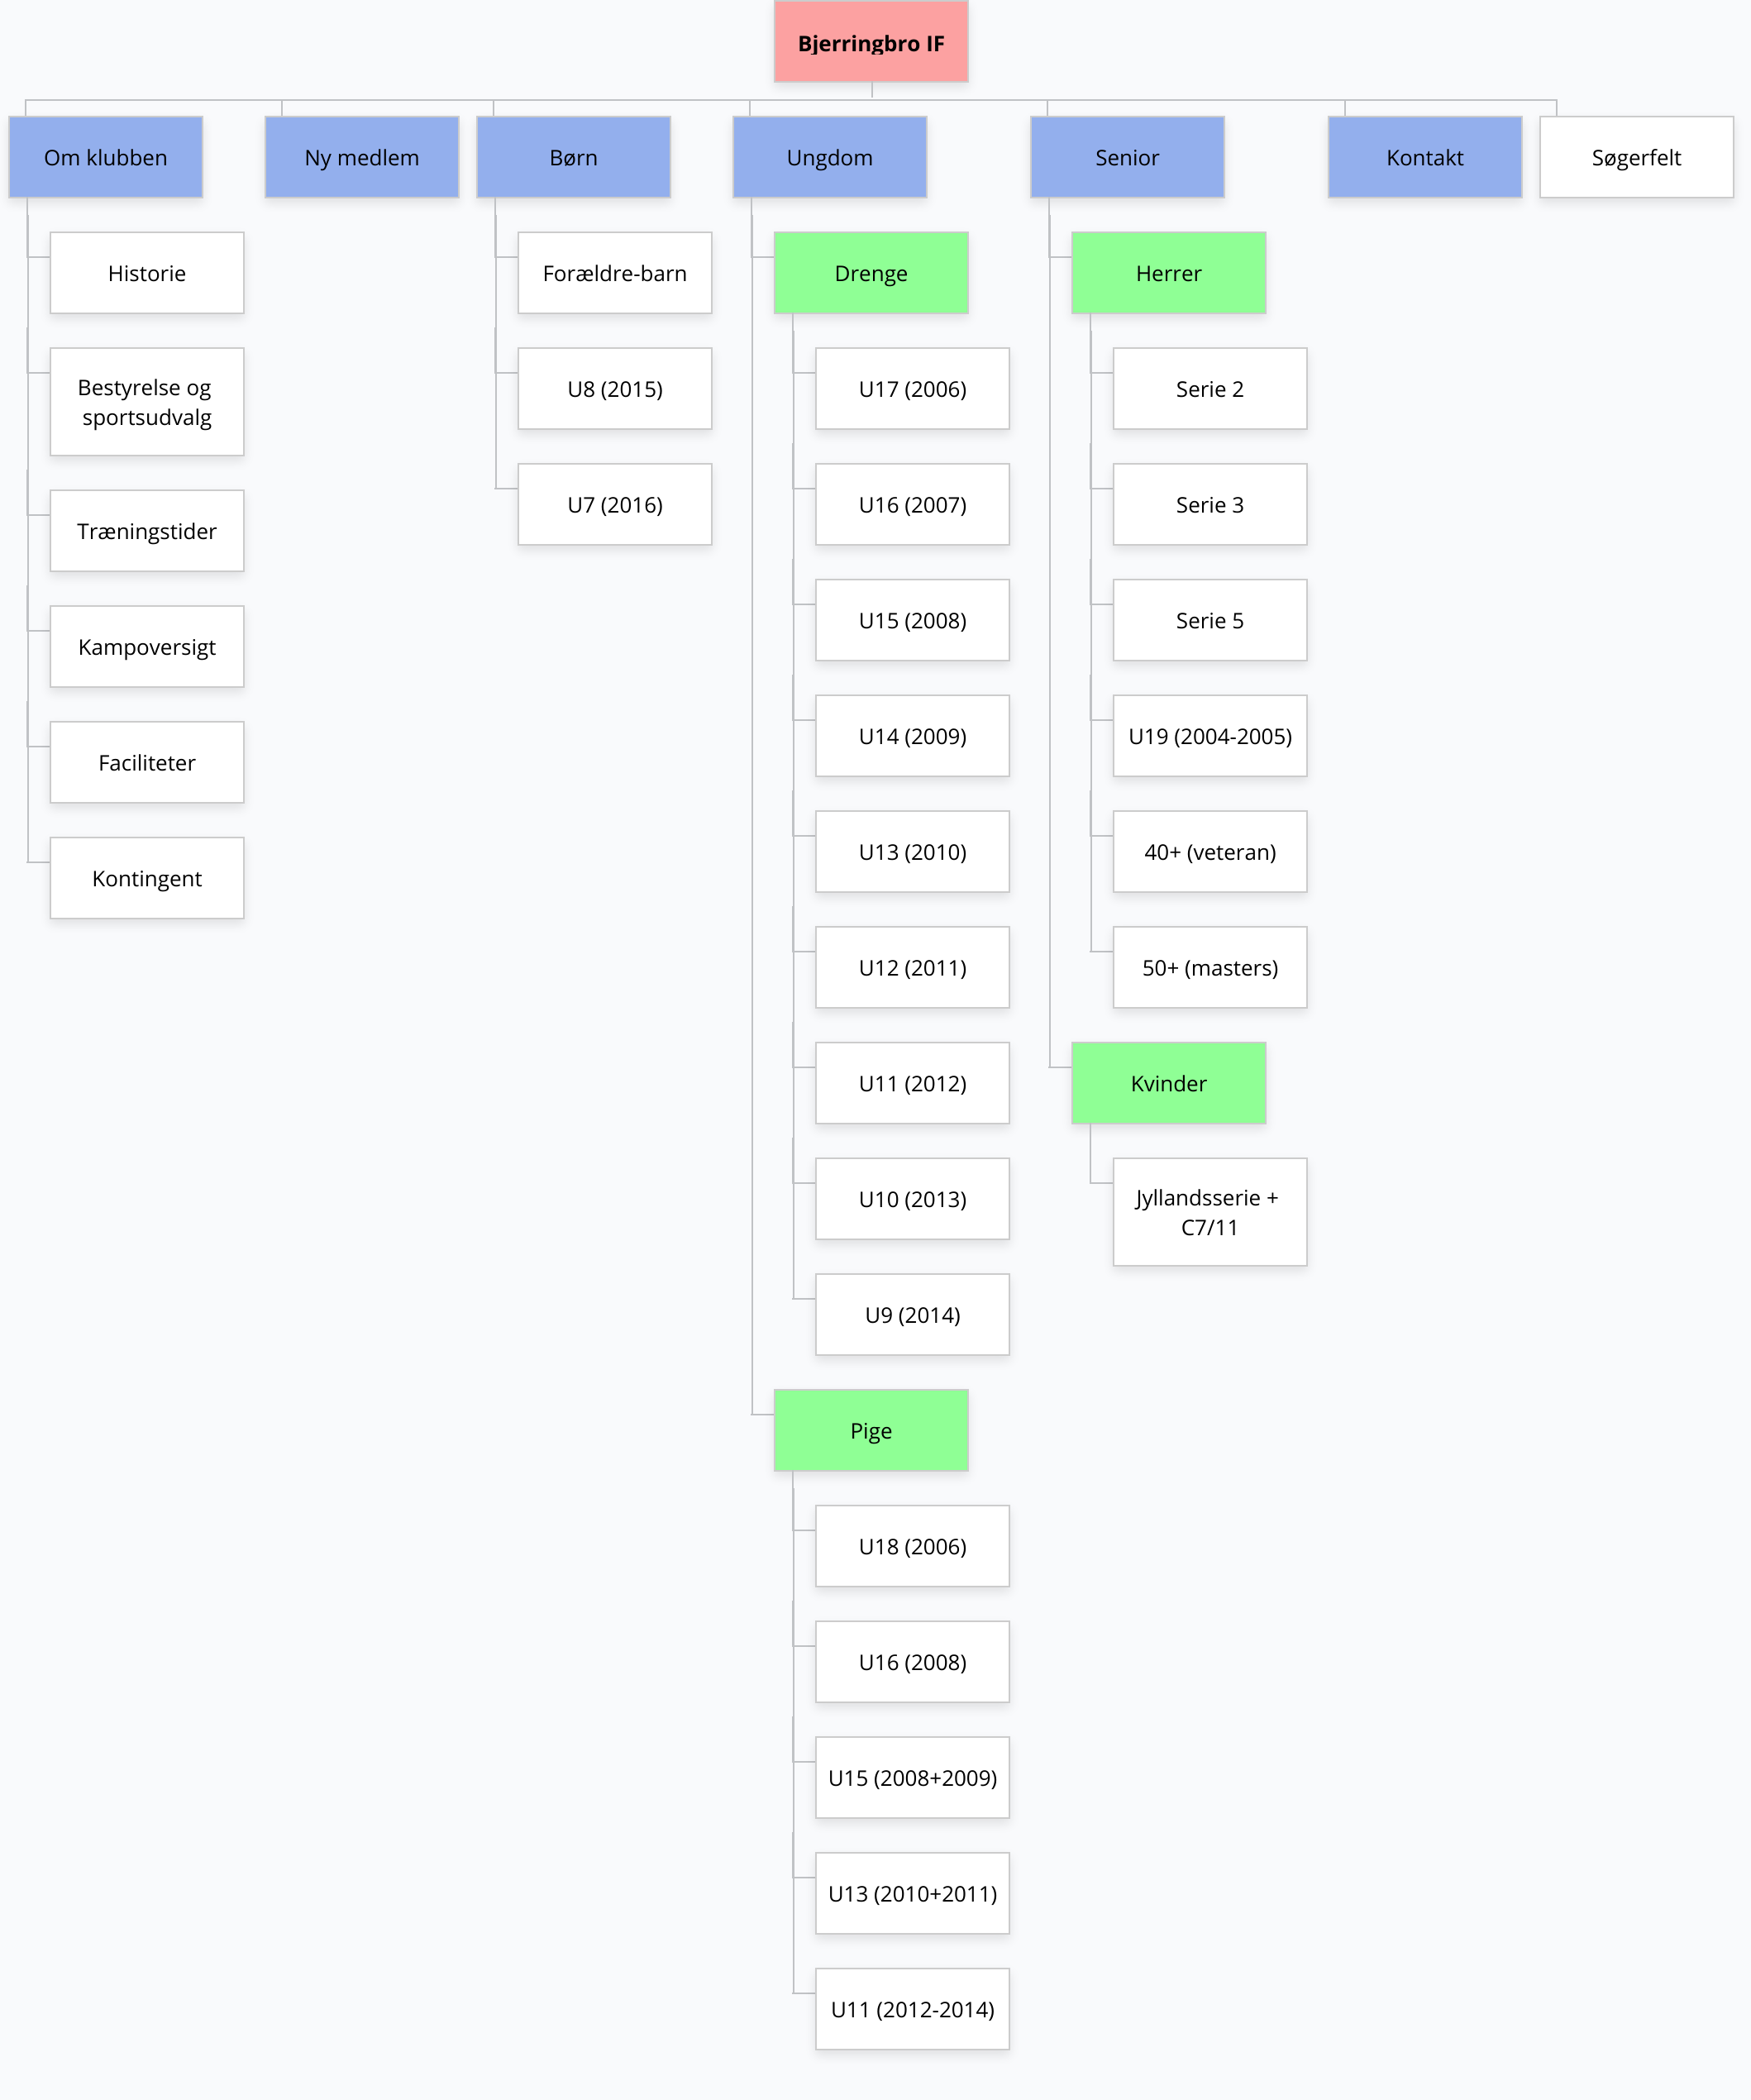 Bjerringbro IF
Om klubben
Ny medlem
Børn
Ungdom
Senior
Kontakt
Søgerfelt
Historie
Bestyrelse og
sportsudvalg
Træningstider
Kampoversigt
Faciliteter
Kontingent
Forældre-barn
U8 (2015)
U7 (2016)
Drenge
U17 (2006)
U16 (2007)
U15 (2008)
U14 (2009)
U13 (2010)
U12 (2011)
U11 (2012)
U10 (2013)
U9 (2014)
Pige
U18 (2006)
U16 (2008)
U15 (2008+2009)
U13 (2010+2011)
U11 (2012-2014)
Herrer
Serie 2
Serie 3
Serie 5
U19 (2004-2005)
40+ (veteran)
50+ (masters)
Kvinder
Jyllandsserie +
C7/11